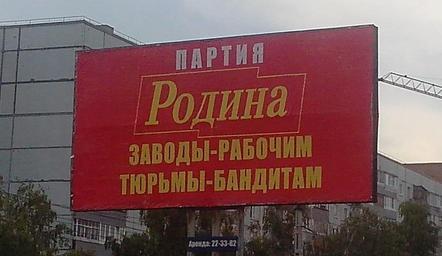 ПАРТИЯ
Родина
ЗАВОДЫ-РАБОЧИМ
ТЮРЬМЫ-БАНДИТАМ
Аренда: 22-33-82